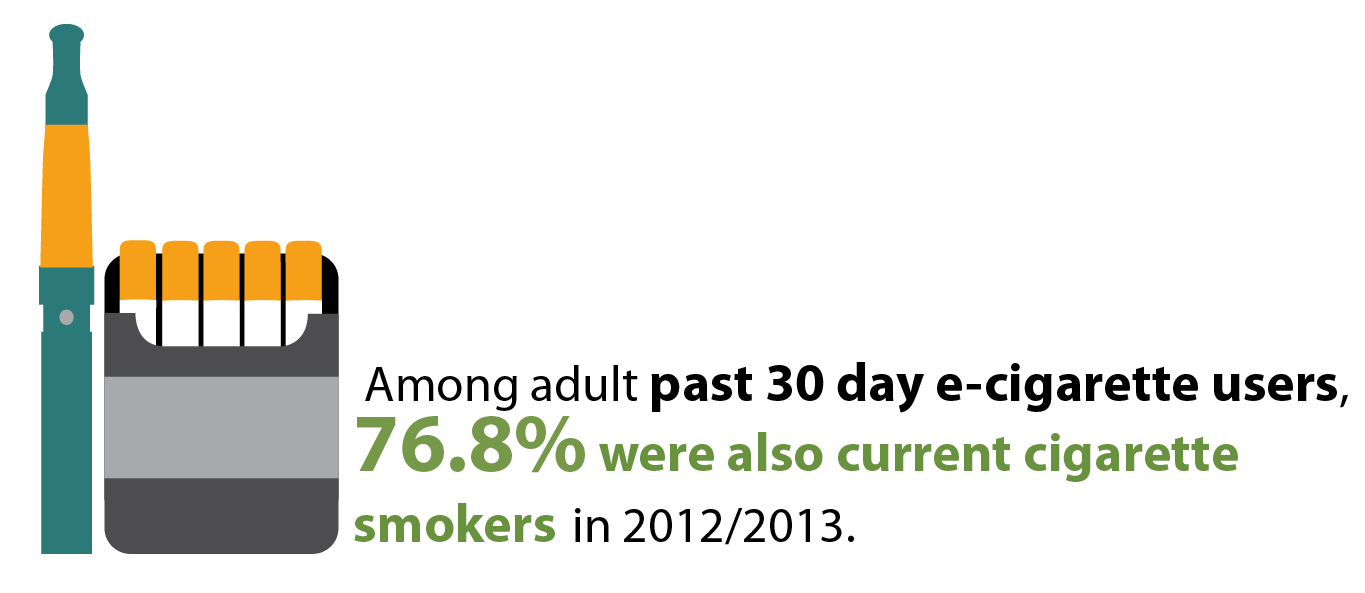 Among adult past 30 day e-cigarette users,
76.8% were also current cigarette
smokers in 2012/2013.